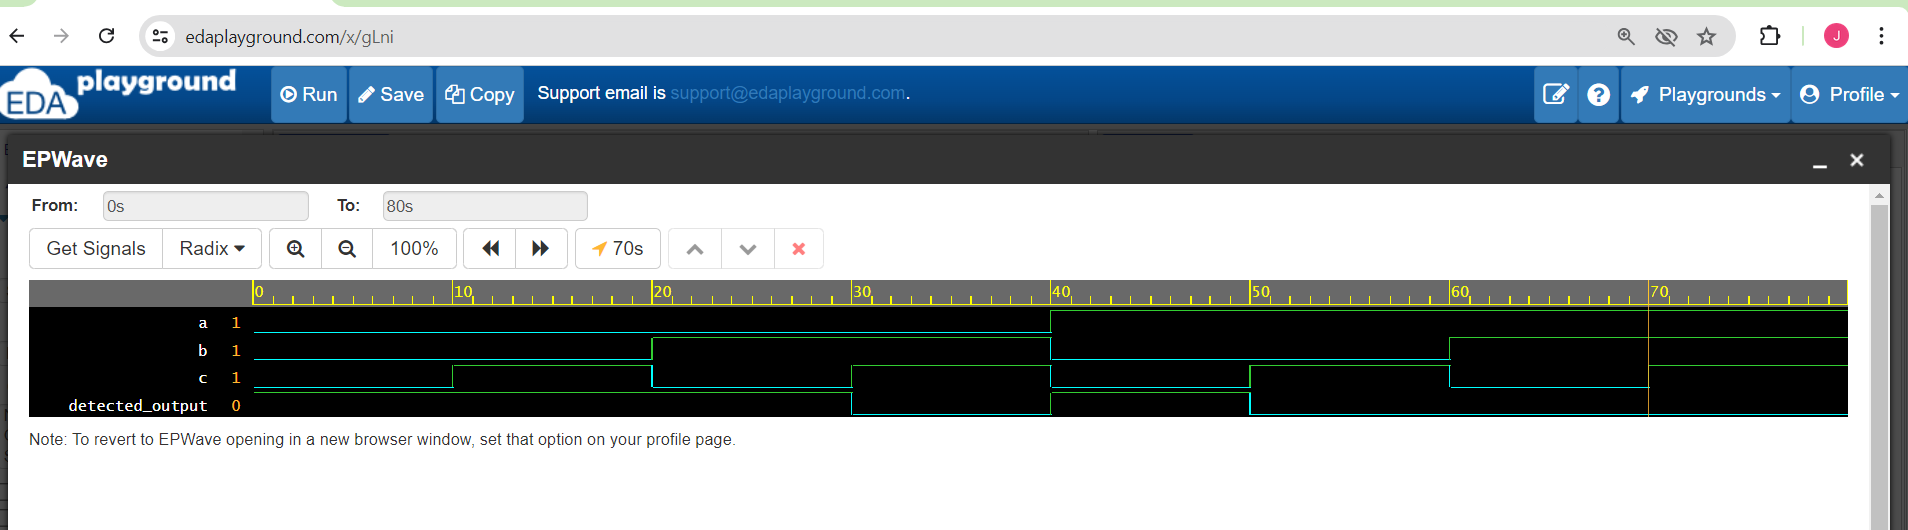 edaplayground.com/x/gLni
J
EDA playground
Run Save Copy Support email is support@edaplayground.com. Playgrounds Profile
EPWave
From: 0s To: 80s
Get Signals Radix 100% 70s
0 10 20 30 40 50 60 70
a 1
b 1
c 1
detected_output 0
Note: To revert to EPWave opening in a new browser window, set that option on your profile page.